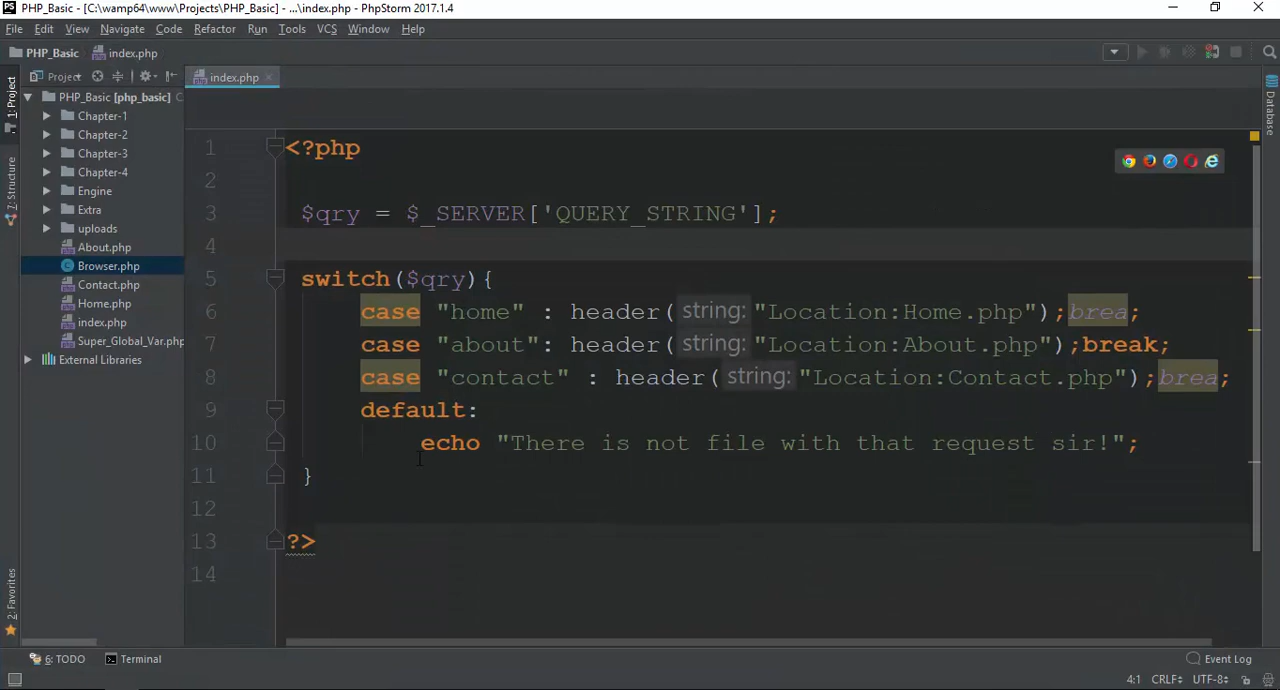 PS PHP_Basic - [C:\wamp64\www\Projects\PHP_Basic] - ...\index.php - PhpStorm 2017.1.4
File Edit View Navigate Code Refactor Run Tools VCS Window Help
PHP_Basic index.php
1: Project
7: Structure
2: Favorites
Project
PHP_Basic [php_basic]
Chapter-1
Chapter-2
Chapter-3
Chapter-4
Engine
Extra
uploads
About.php
Browser.php
Contact.php
Home.php
index.php
Super_Global_Var.php
External Libraries
index.php
1 <?php
2
3 $qry = $_SERVER['QUERY_STRING'];
4
5 switch($qry){
6 case "home" : header( string: "Location:Home.php");brea;
7 case "about": header( string: "Location:About.php");break;
8 case "contact" : header( string: "Location:Contact.php");brea;
9 default:
10 echo "There is not file with that request sir!";
11 }
12
13 ?>
14
Database
6: TODO Terminal Event Log
4:1 CRLF UTF-8